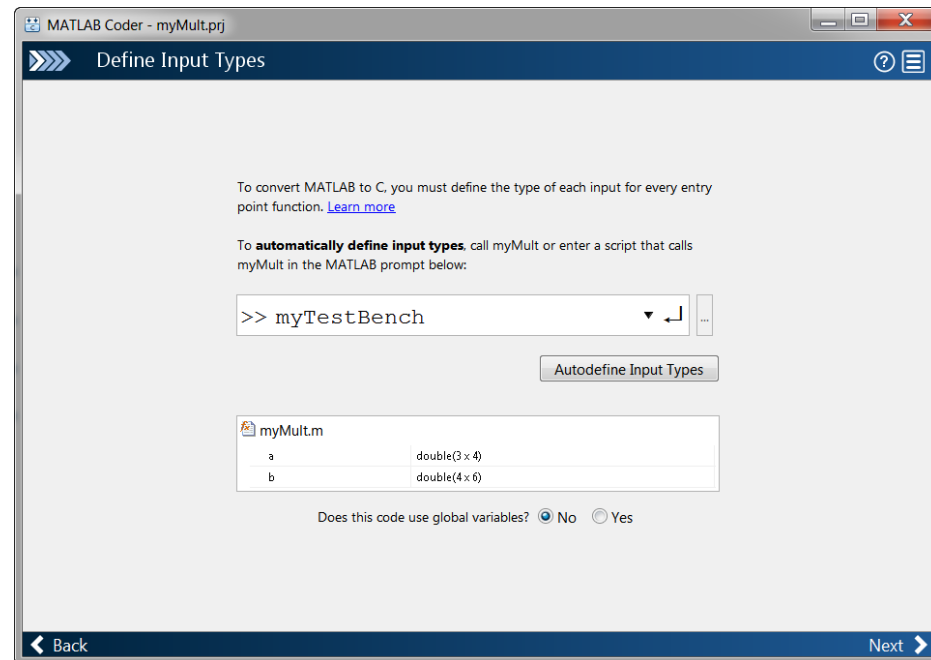 MATLAB Coder - myMult.prj
Define Input Types
To convert MATLAB to C, you must define the type of each input for every entry
point function. Learn more
To automatically define input types, call myMult or enter a script that calls
myMult in the MATLAB prompt below:
>> myTestBench
...
Autodefine Input Types
myMult.m
a double(3 x 4)
b double(4 x 6)
Does this code use global variables? No Yes
Back Next